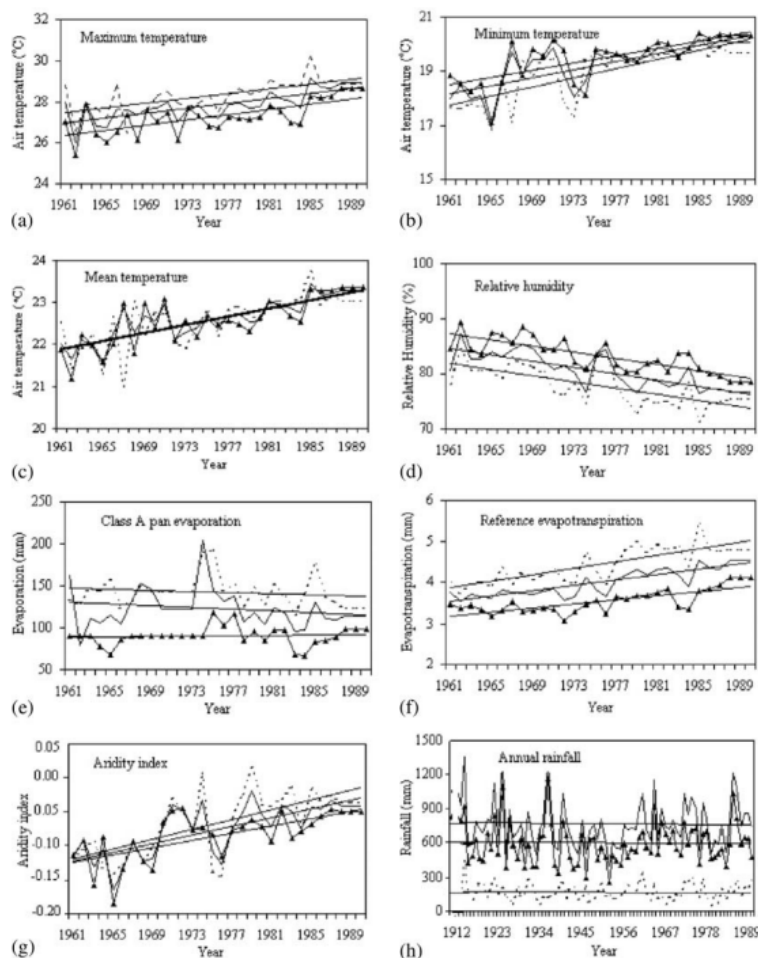 32
30
28
26
24
Air temperature (°C)
Maximum temperature
1961 1965 1969 1973 1977 1981 1985 1989
Year
(a)
21
19
17
15
Air temperature (°C)
Minimum temperature
1961 1965 1969 1973 1977 1981 1985 1989
Year
(b)
24
23
22
21
20
Air temperature (°C)
Mean temperature
1961 1965 1969 1973 1977 1981 1985 1989
Year
(c)
100
90
80
70
Relative Humidity (%)
Relative humidity
1961 1965 1969 1973 1977 1981 1985 1989
Year
(d)
250
200
150
100
50
Evaporation (mm)
Class A pan evaporation
1961 1965 1969 1973 1977 1981 1985 1989
Year
(e)
6
5
4
3
2
Evapotranspiration (mm)
Reference evapotranspiration
1961 1965 1969 1973 1977 1981 1985 1989
Year
(f)
0.05
0.00
-0.05
-0.10
-0.15
-0.20
Aridity index
Aridity index
1961 1965 1969 1973 1977 1981 1985 1989
Year
(g)
1500
1200
900
600
300
0
Rainfall (mm)
Annual rainfall
1912 1923 1934 1945 1956 1967 1978 1989
Year
(h)